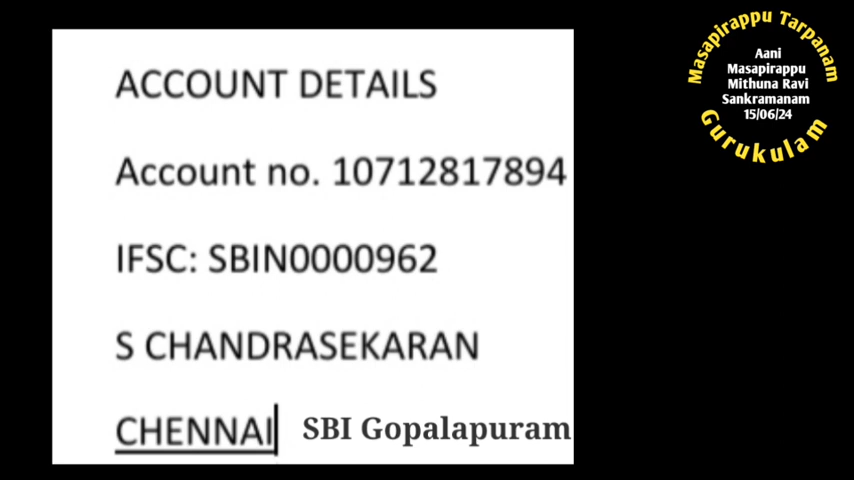 ACCOUNT DETAILS
Account no. 10712817894
IFSC: SBIN0000962
S CHANDRASEKARAN
CHENNAI SBI Gopalapuram
Masapirappu Tarpanam
Aani
Masapirappu
Mithuna Ravi
Sankramanam
15/06/24
Gurukulam